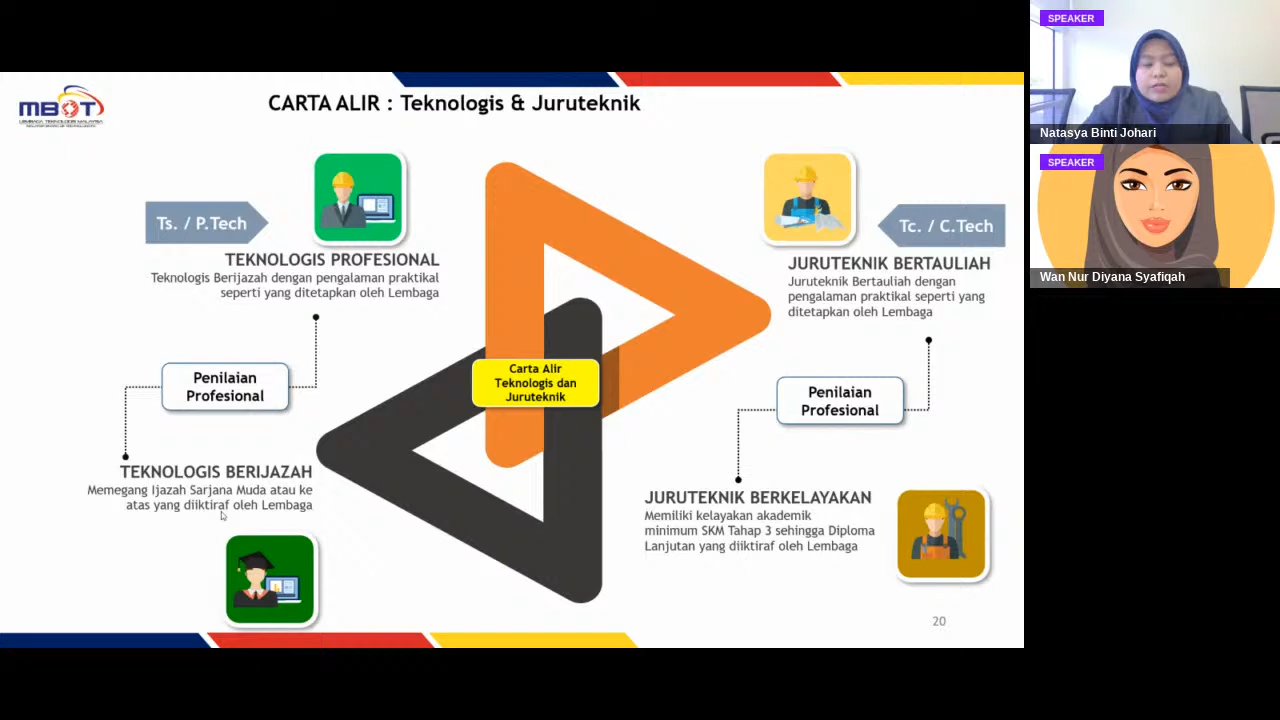 MBOT
LEMBAGA TEKNOLOGIS MALAYSIA
CARTA ALIR : Teknologis & Juruteknik
Ts. / P.Tech
TEKNOLOGIS PROFESIONAL
Teknologis Berijazah dengan pengalaman praktikal
seperti yang ditetapkan oleh Lembaga
Penilaian
Profesional
TEKNOLOGIS BERIJAZAH
Memegang Ijazah Sarjana Muda atau ke
atas yang diiktiraf oleh Lembaga
Carta Alir
Teknologis dan
Juruteknik
Tc. / C.Tech
JURUTEKNIK BERTAULIAH
Juruteknik Bertauliah dengan
pengalaman praktikal seperti yang
ditetapkan oleh Lembaga
Penilaian
Profesional
JURUTEKNIK BERKELAYAKAN
Memiliki kelayakan akademik
minimum SKM Tahap 3 sehingga Diploma
Lanjutan yang diiktiraf oleh Lembaga
20
SPEAKER
Natasya Binti Johari
SPEAKER
Wan Nur Diyana Syafiqah